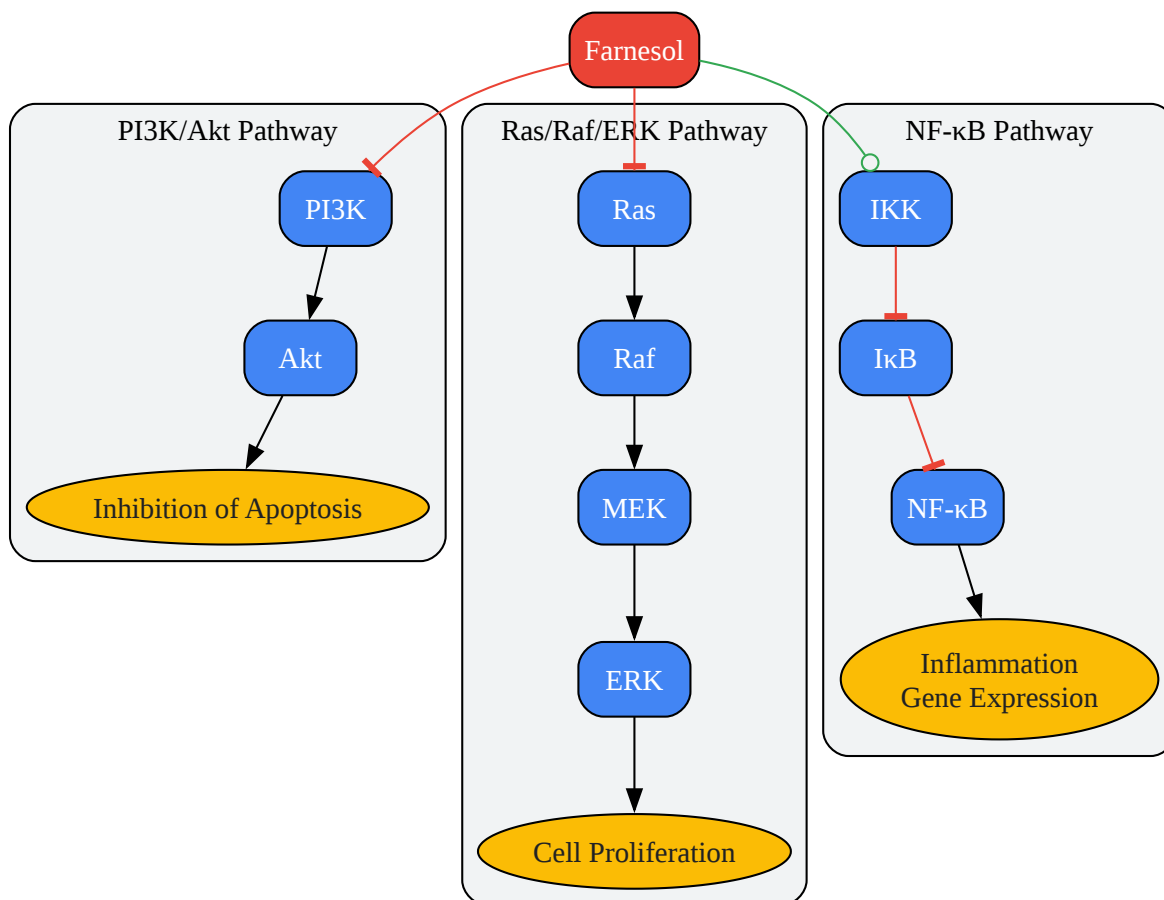 Farnesol
PI3K/Akt Pathway
PI3K
Akt
Inhibition of Apoptosis
Ras/Raf/ERK Pathway
Ras
Raf
MEK
ERK
Cell Proliferation
NF-κB Pathway
IKK
IκB
NF-κB
Inflammation
Gene Expression